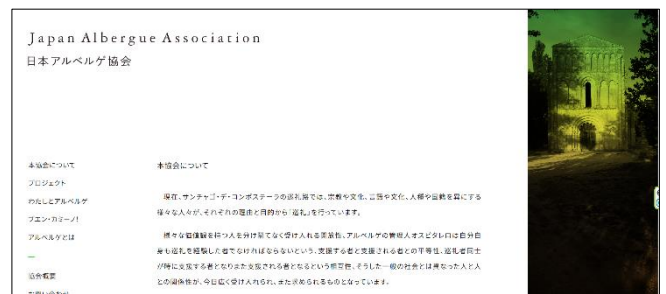 Japan Albergue Association
日本アルベルゲ協会
本協会について
プロジェクト
わたしとアルベルゲ
ブエン・カミーノ!
アルベルゲとは
協会概要
お問い合わせ
本協会について
現在、サンチャゴ・デ・コンポステーラの巡礼路では、宗教や文化、言語や文化、人種や国籍を異にする
様々な人々が、それぞれの理由と目的から「巡礼」を行っています。
様々な価値観を持つ人を分け隔てなく受け入れる寛容性、アルベルゲの管理人オスピタレロは自分自
身も巡礼を経験した者でなければならないという、支援する者と支援される者との平等性、巡礼者同士
が時に支援する者となりまた支援される者となるという相互性、そうした一般の社会とは異なった人と人
との関係性が、今日広く受け入れられ、また求められるものとなっています。